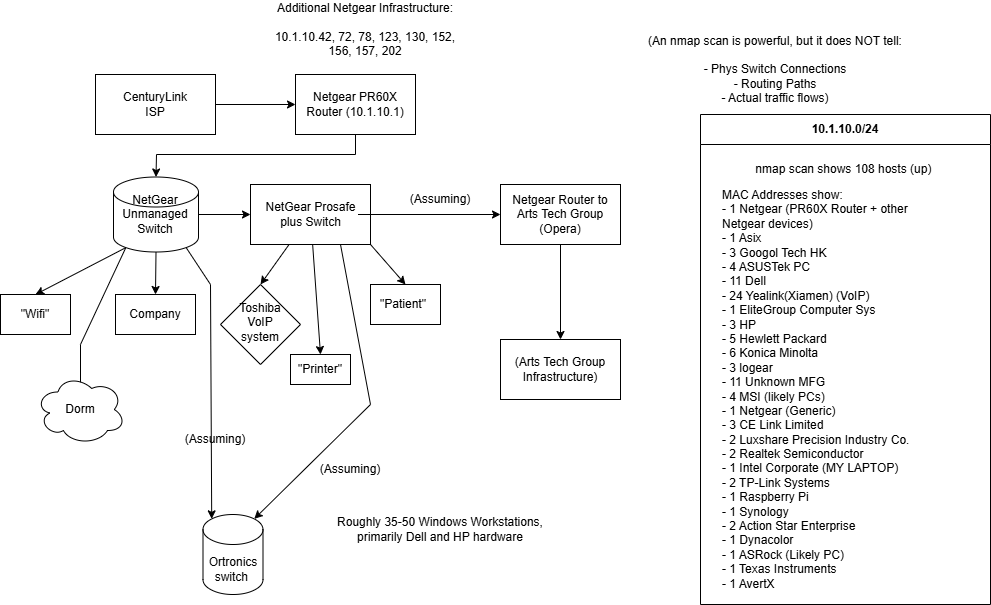 Additional Netgear Infrastructure:
10.1.10.42, 72, 78, 123, 130, 152,
156, 157, 202
(An nmap scan is powerful, but it does NOT tell:
- Phys Switch Connections
- Routing Paths
- Actual traffic flows)
CenturyLink
ISP
Netgear PR60X
Router (10.1.10.1)
NetGear
Unmanaged
Switch
NetGear Prosafe
plus Switch
(Assuming)
Netgear Router to
Arts Tech Group
(Opera)
"Wifi"
Company
Toshiba
VoIP
system
"Patient"
"Printer"
(Arts Tech Group
Infrastructure)
Dorm
(Assuming)
(Assuming)
Ortronics
switch
Roughly 35-50 Windows Workstations,
primarily Dell and HP hardware
10.1.10.0/24
nmap scan shows 108 hosts (up)
MAC Addresses show:
- 1 Netgear (PR60X Router + other
Netgear devices)
- 1 Asix
- 3 Googol Tech HK
- 4 ASUSTek PC
- 11 Dell
- 24 Yealink(Xiamen) (VoIP)
- 1 EliteGroup Computer Sys
- 3 HP
- 5 Hewlett Packard
- 6 Konica Minolta
- 3 logear
- 11 Unknown MFG
- 4 MSI (likely PCs)
- 1 Netgear (Generic)
- 3 CE Link Limited
- 2 Luxshare Precision Industry Co.
- 2 Realtek Semiconductor
- 1 Intel Corporate (MY LAPTOP)
- 2 TP-Link Systems
- 1 Raspberry Pi
- 1 Synology
- 2 Action Star Enterprise
- 1 Dynacolor
- 1 ASRock (Likely PC)
- 1 Texas Instruments
- 1 AvertX